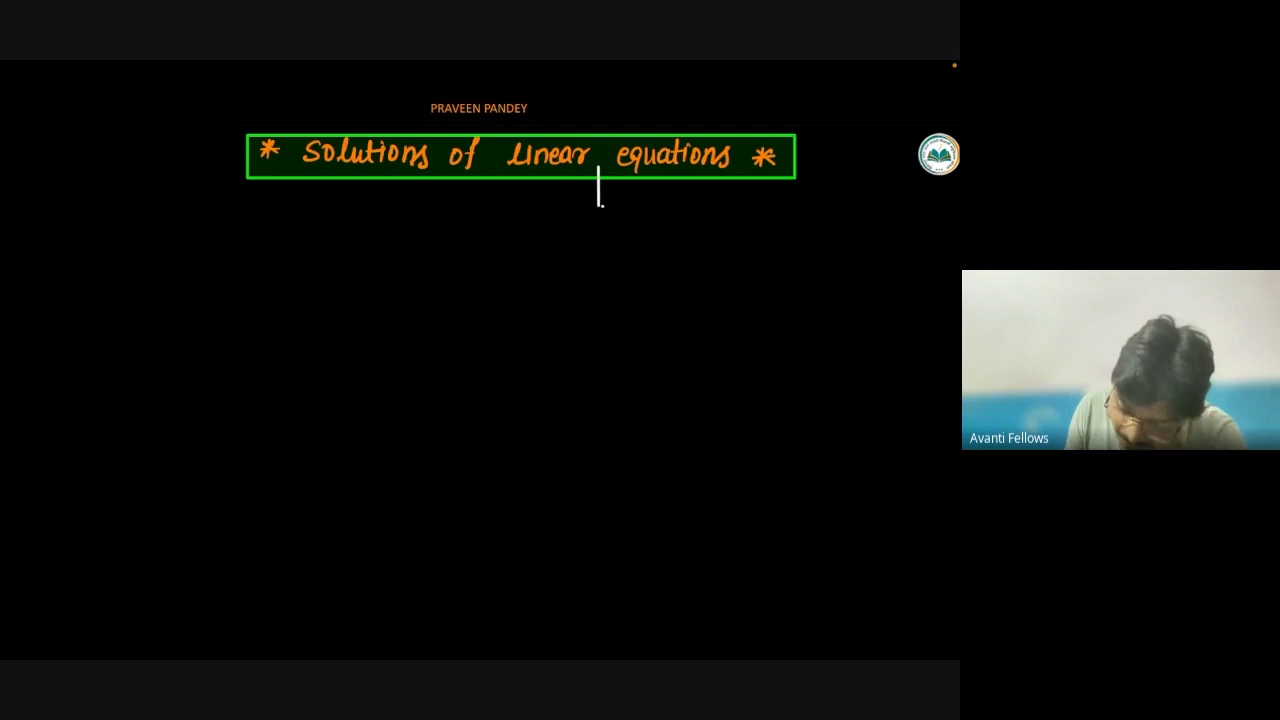 PRAVEEN PANDEY
* Solutions of Linear equations *
Avanti Fellows